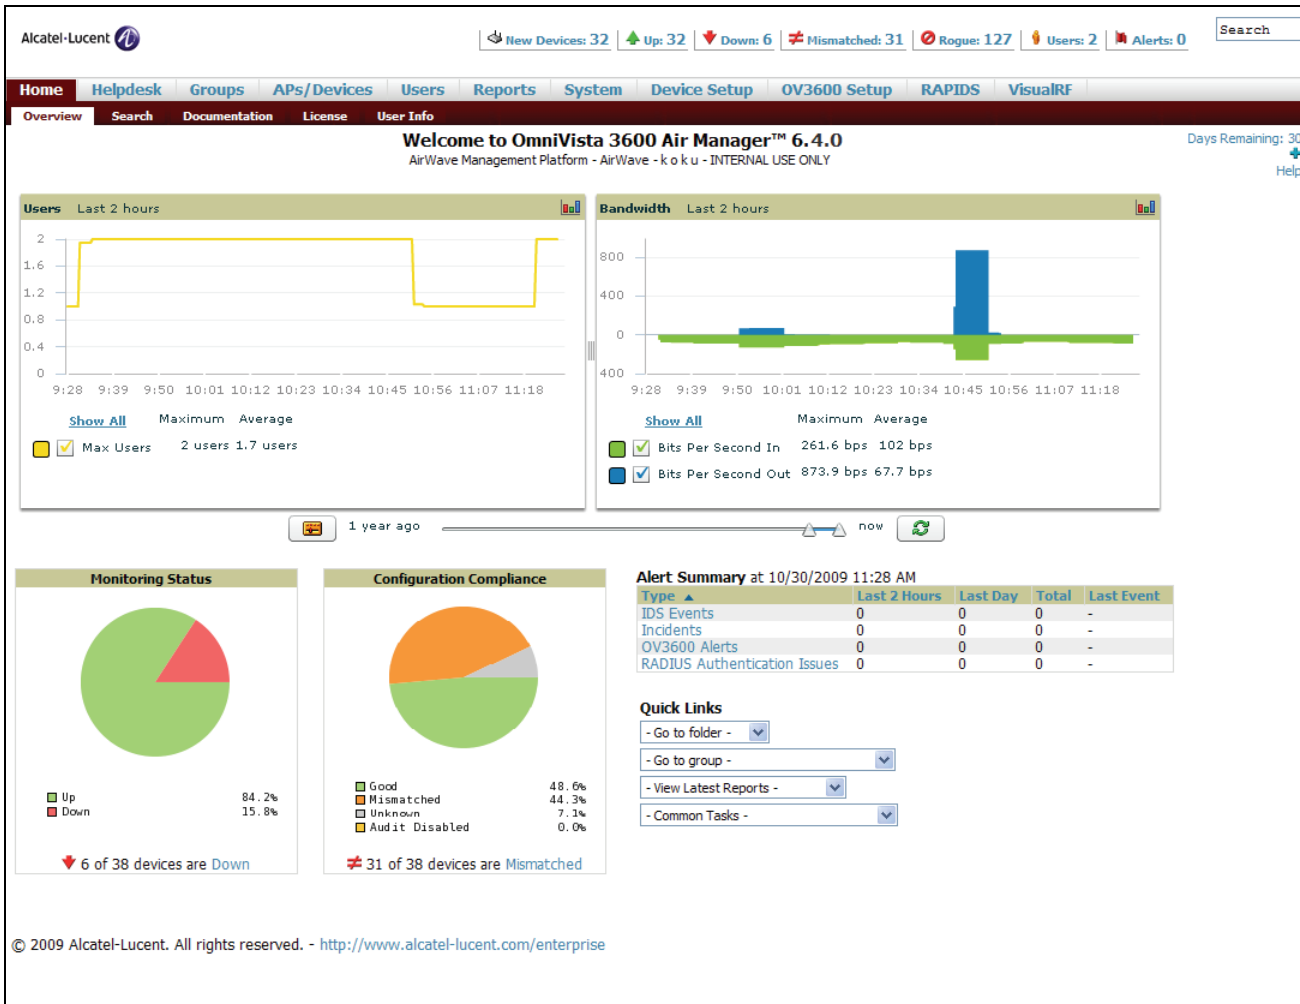 Alcatel-Lucent
New Devices: 32 Up: 32 Down: 6 Mismatched: 31 Rogue: 127 Users: 2 Alerts: 0
Search
Home Helpdesk Groups APs/Devices Users Reports System Device Setup OV3600 Setup RAPIDS VisualRF
Overview Search Documentation License User Info
Welcome to OmniVista 3600 Air Manager™ 6.4.0
AirWave Management Platform - AirWave - k o k u - INTERNAL USE ONLY
Days Remaining: 30
Help
Users Last 2 hours
2
1.6
1.2
0.8
0.4
0
9:28 9:39 9:50 10:01 10:12 10:23 10:34 10:45 10:56 11:07 11:18
Show All Maximum Average
Max Users 2 users 1.7 users
Bandwidth Last 2 hours
800
400
0
400
9:28 9:39 9:50 10:01 10:12 10:23 10:34 10:45 10:56 11:07 11:18
Show All Maximum Average
Bits Per Second In 261.6 bps 102 bps
Bits Per Second Out 873.9 bps 67.7 bps
1 year ago now
Monitoring Status
Up 84.2%
Down 15.8%
6 of 38 devices are Down
Configuration Compliance
Good 48.6%
Mismatched 44.3%
Unknown 7.1%
Audit Disabled 0.0%
31 of 38 devices are Mismatched
Alert Summary at 10/30/2009 11:28 AM
Type Last 2 Hours Last Day Total Last Event
IDS Events 0 0 0 -
Incidents 0 0 0 -
OV3600 Alerts 0 0 0 -
RADIUS Authentication Issues 0 0 0 -
Quick Links
- Go to folder -
- Go to group -
- View Latest Reports -
- Common Tasks -
© 2009 Alcatel-Lucent. All rights reserved. - http://www.alcatel-lucent.com/enterprise